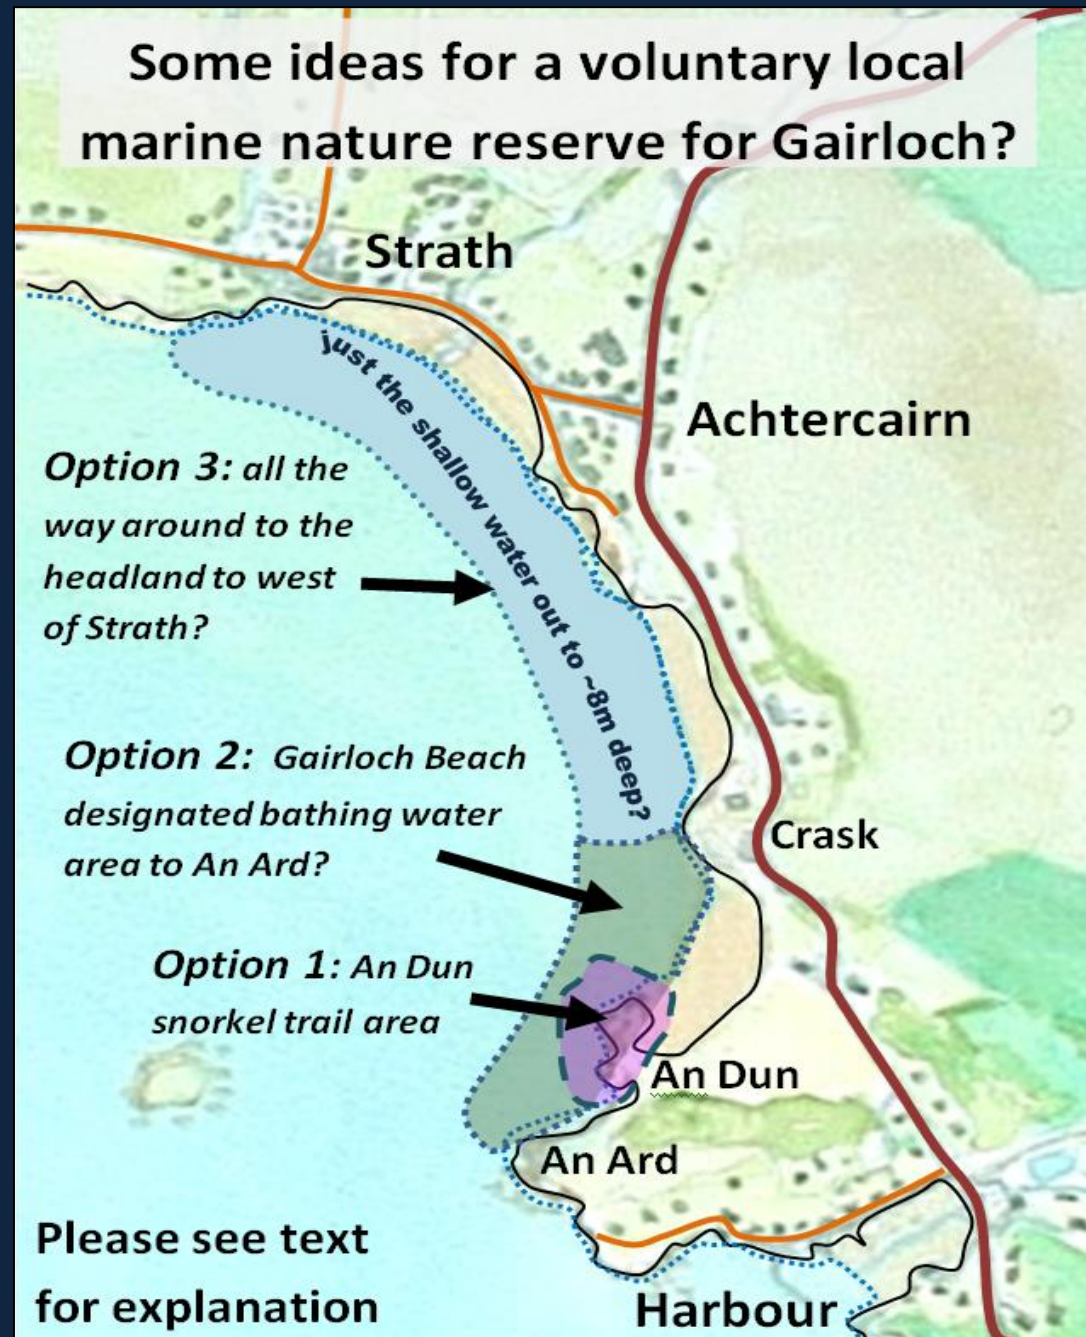 Some ideas for a voluntary local
marine nature reserve for Gairloch?
Strath
just the shallow water out to ~8m deep?
Achtercairn
Option 3: all the
way around to the
headland to west
of Strath?
Option 2: Gairloch Beach
designated bathing water
area to An Ard?
Crask
Option 1: An Dun
snorkel trail area
An Dun
An Ard
Please see text
for explanation
Harbour